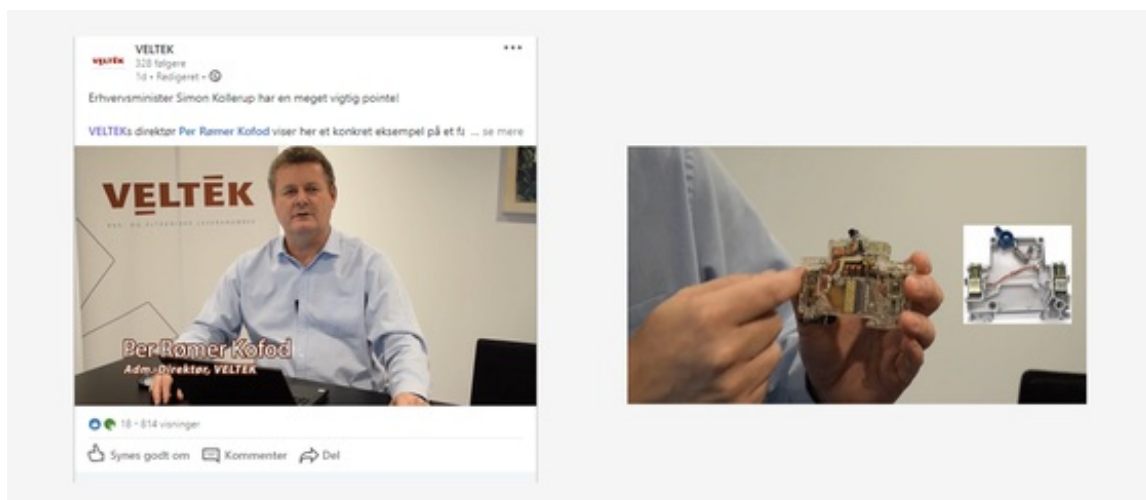 VELTEK
VELTEK
328 følgere
1d • Redigeret •
Erhvervsminister Simon Kollerup har en meget vigtig pointe!
VELTEKs direktør Per Rømer Kofod viser her et konkret eksempel på et fa ... se mere
VELTEK
Per Rømer Kofod
Adm. Direktør, VELTEK
18 • 814 visninger
Synes godt om Kommenter Del